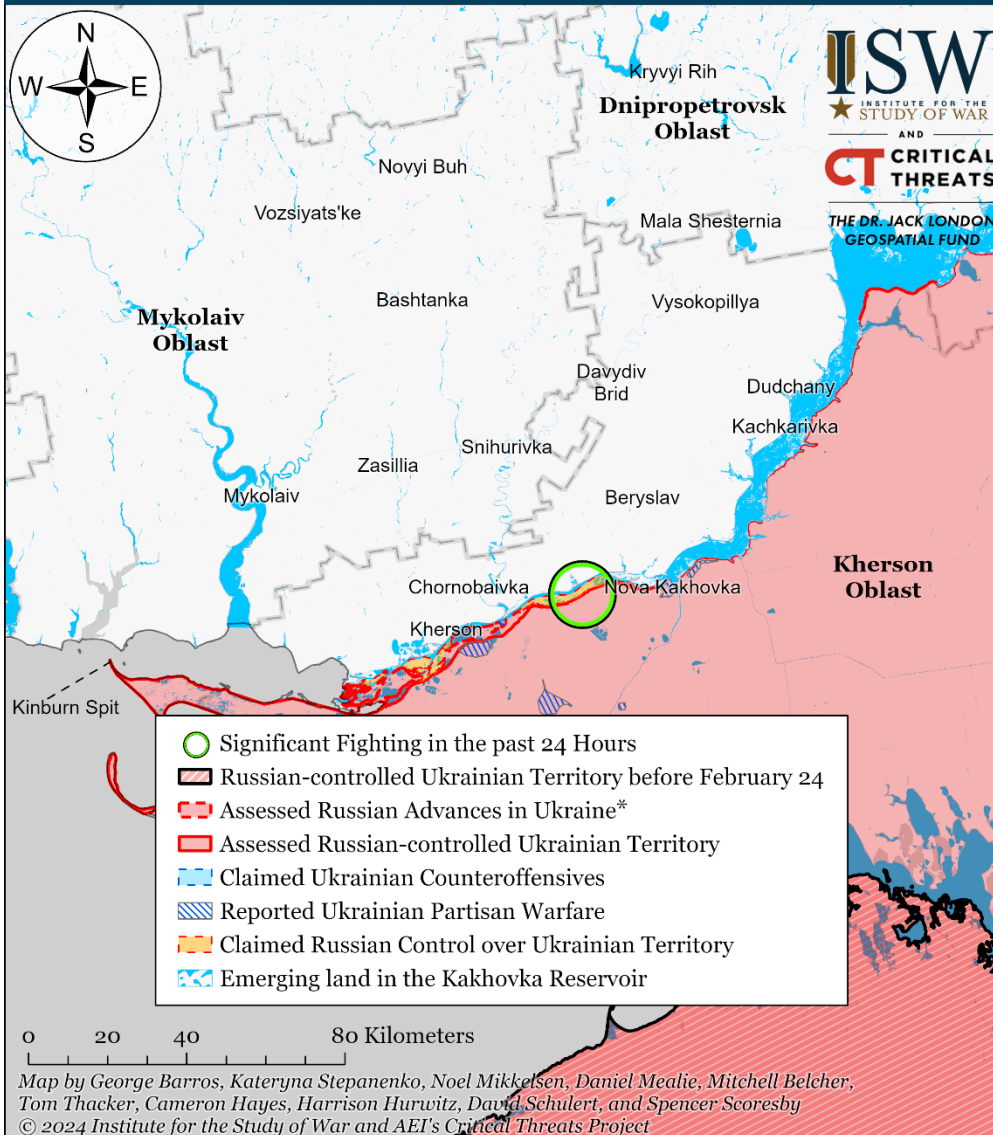 N
W E
S
ISW
INSTITUTE FOR THE
STUDY OF WAR
AND
CT CRITICAL
THREATS
THE DR. JACK LONDON
GEOSPATIAL FUND
Kryvyi Rih
Dnipropetrovsk
Oblast
Novyi Buh
Vozsiyats'ke
Mala Shesternia
Bashtanka
Vysokopillya
Mykolaiv
Oblast
Davydiv
Brid
Dudchany
Kachkarivka
Snihurivka
Zasillia
Mykolaiv
Beryslav
Kherson
Oblast
Chornobaivka
Nova Kakhovka
Kherson
Kinburn Spit
Significant Fighting in the past 24 Hours
Russian-controlled Ukrainian Territory before February 24
Assessed Russian Advances in Ukraine*
Assessed Russian-controlled Ukrainian Territory
Claimed Ukrainian Counteroffensives
Reported Ukrainian Partisan Warfare
Claimed Russian Control over Ukrainian Territory
Emerging land in the Kakhovka Reservoir
0 20 40 80 Kilometers
Map by George Barros, Kateryna Stepanenko, Noel Mikkelsen, Daniel Mealie, Mitchell Belcher,
Tom Thacker, Cameron Hayes, Harrison Hurwitz, David Schulert, and Spencer Scoresby
© 2024 Institute for the Study of War and AEI's Critical Threats Project